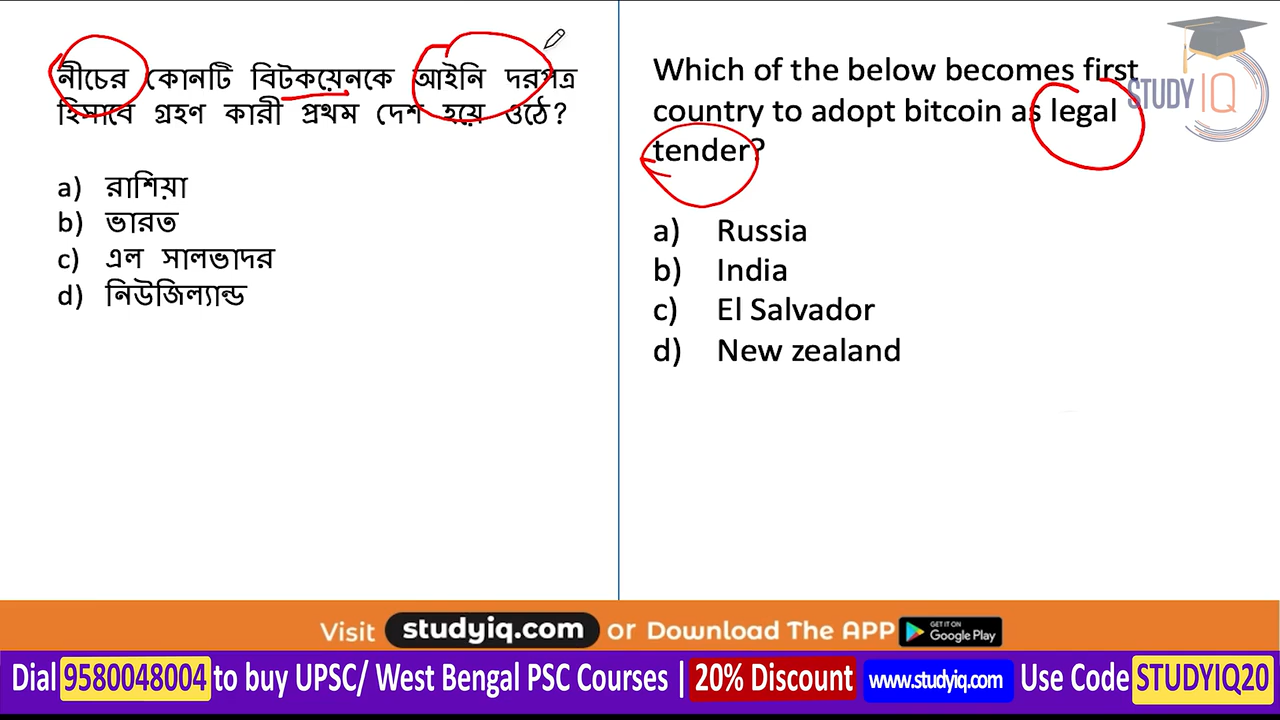 নীচের কোনটি বিটকয়েনকে আইনি দরপত্র
হিসাবে গ্রহণ কারী প্রথম দেশ হয়ে ওঠে?
a) রাশিয়া
b) ভারত
c) এল সালভাদর
d) নিউজিল্যান্ড
Which of the below becomes first
country to adopt bitcoin as legal
tender?
a) Russia
b) India
c) El Salvador
d) New zealand
STUDY IQ
Visit studyiq.com or Download The APP GET IT ON Google Play
Dial 9580048004 to buy UPSC/ West Bengal PSC Courses | 20% Discount www.studyiq.com Use Code STUDYIQ20